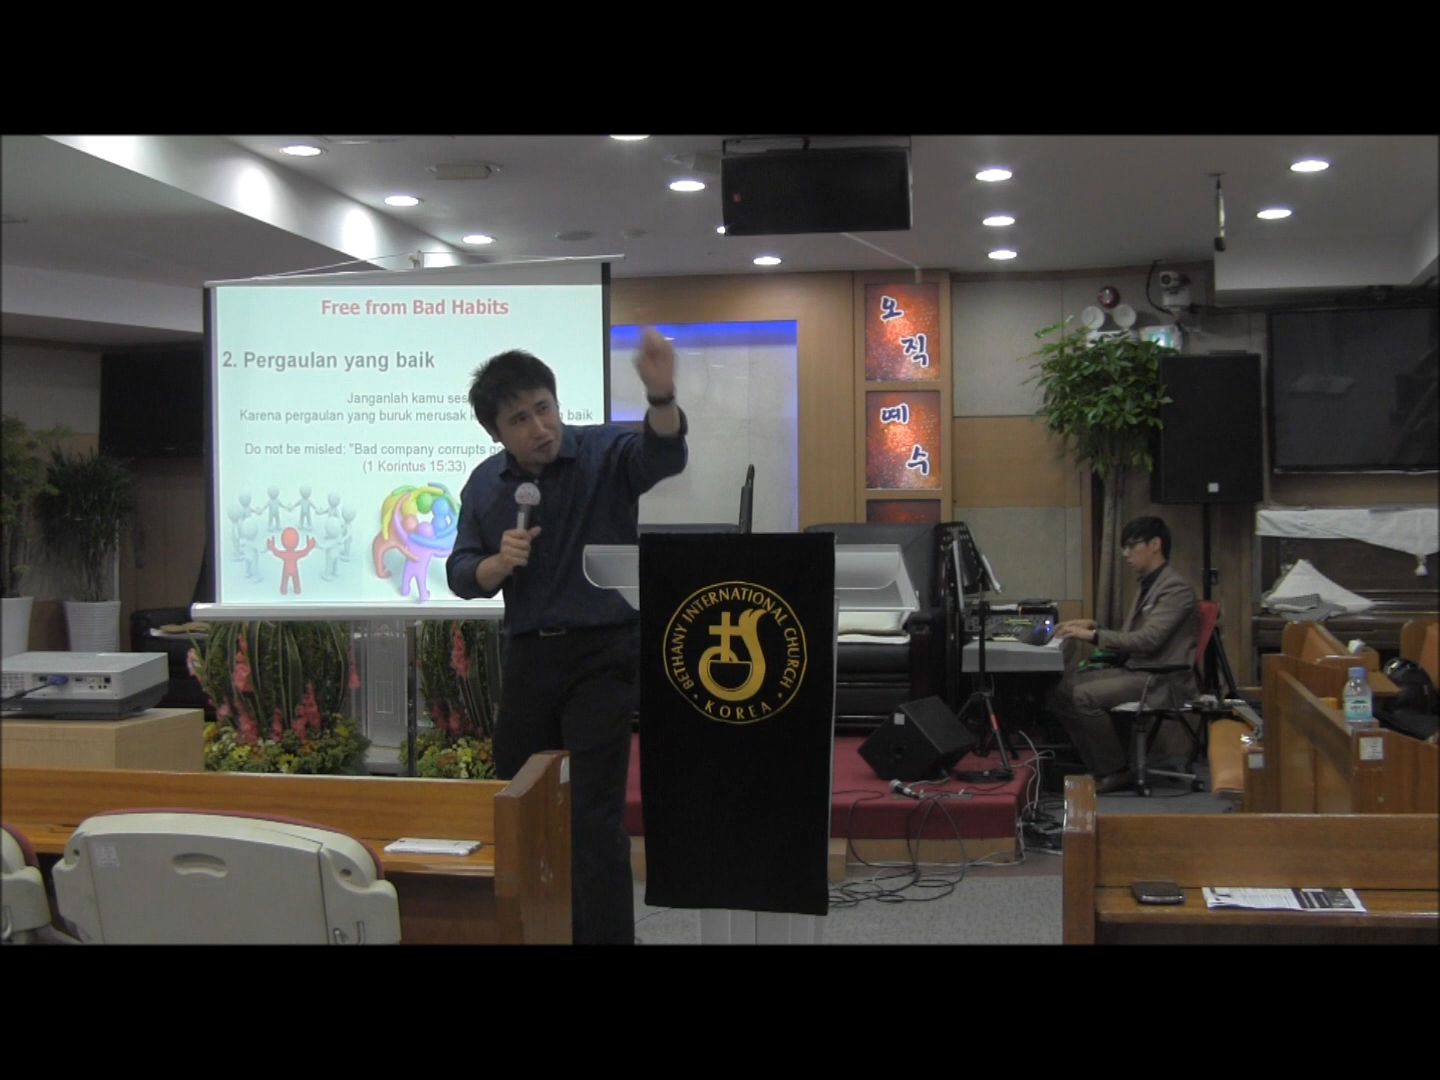 Free from Bad Habits
2. Pergaulan yang baik
Janganlah kamu
Karena pergaulan yang buruk merusak baik
Do not be misled: "Bad company corrupts
(1 Korintus 15:33)
오직
예수
BETHANY INTERNATIONAL CHURCH
• KOREA •